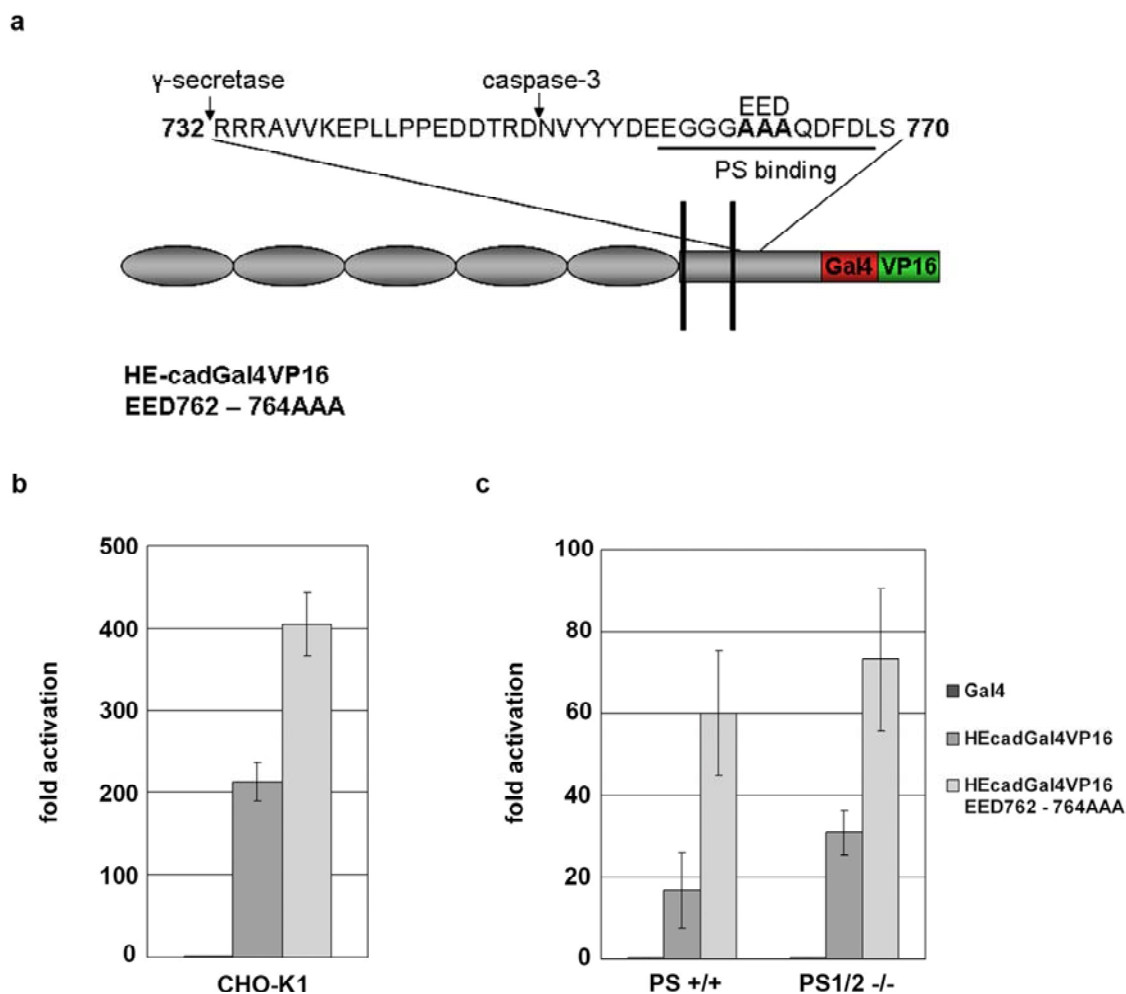 a
γ-secretase
caspase-3
EED
732 RRRAVVKEPLLPPEDDTRDNVYYYDEEGGGAAAQDFDLS 770
PS binding
Gal4 VP16
HE-cadGal4VP16
EED762 – 764AAA
b
500
400
300
200
100
0
fold activation
CHO-K1
c
100
80
60
40
20
0
fold activation
PS +/+
PS1/2 -/-
Gal4
HEcadGal4VP16
HEcadGal4VP16
EED762 - 764AAA